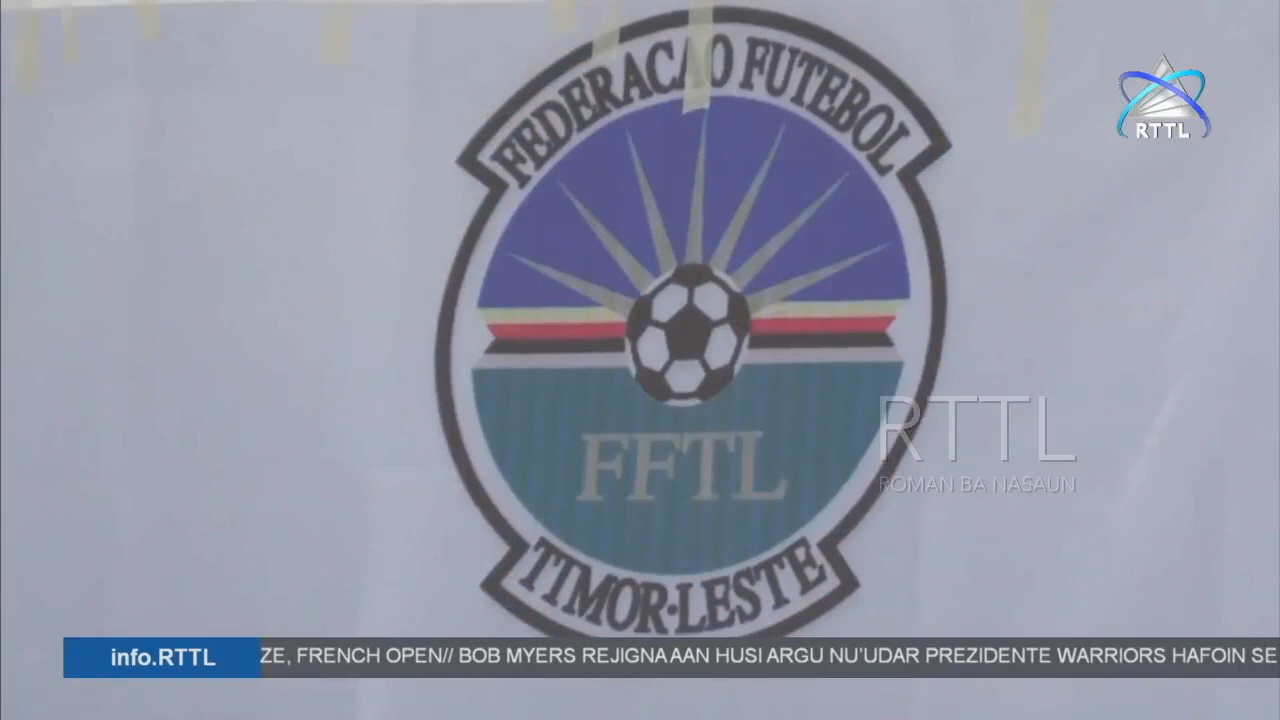 FEDERACAO FUTEBOL
RTTL
FFTL
RTTL
ROMAN BA NASAUN
TIMOR·LESTE
info.RTTL
ZE, FRENCH OPEN// BOB MYERS REJIGNA AAN HUSI ARGU NU'UDAR PREZIDENTE WARRIORS HAFOIN SE